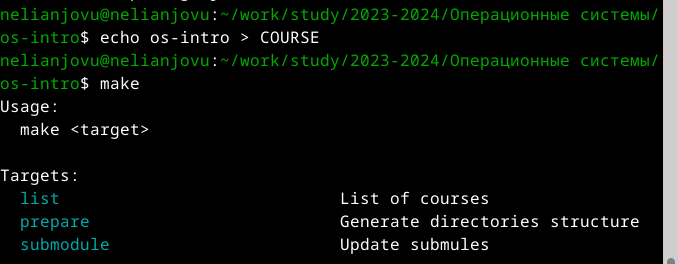 nelianjovu@nelianjovu:~/work/study/2023-2024/Операционные системы/
os-intro$ echo os-intro > COURSE
nelianjovu@nelianjovu:~/work/study/2023-2024/Операционные системы/
os-intro$ make
Usage:
  make <target>

Targets:
  list                            List of courses
  prepare                         Generate directories structure
  submodule                       Update submules